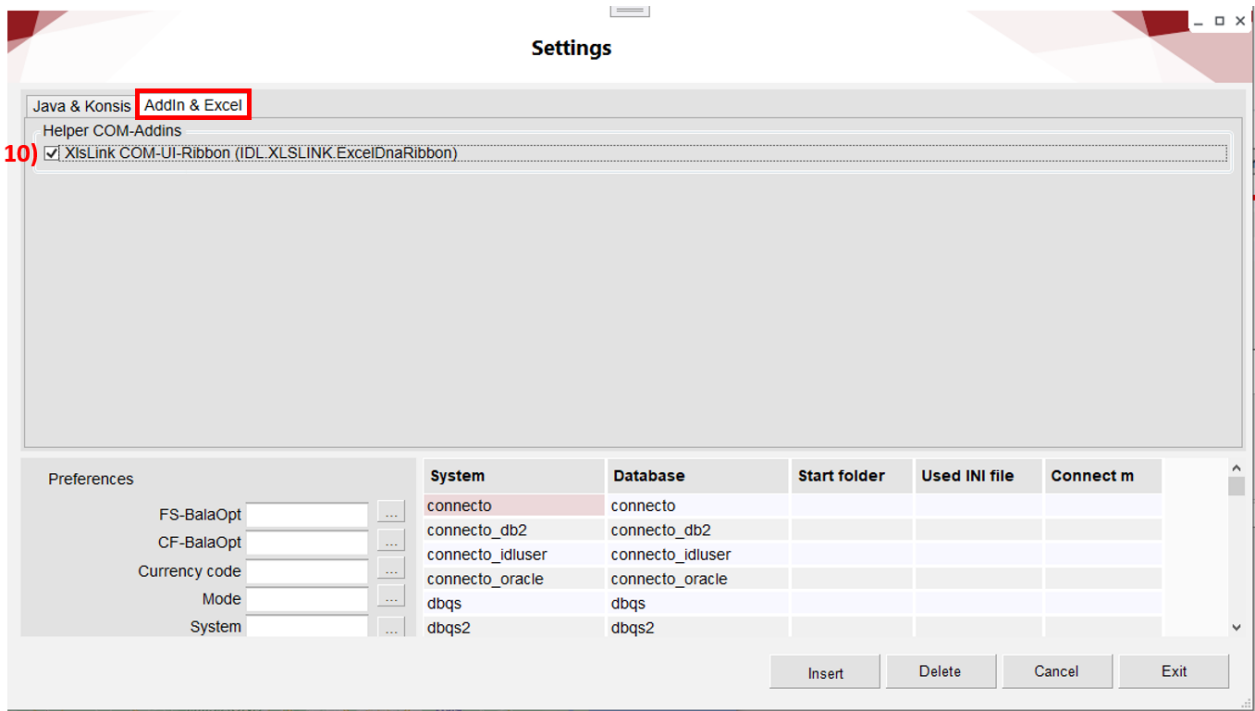 Settings
Java & Konsis AddIn & Excel
Helper COM-Addins
10) XlsLink COM-UI-Ribbon (IDL.XLSLINK.ExcelDnaRibbon)
Preferences
FS-BalaOpt ...
CF-BalaOpt ...
Currency code ...
Mode ...
System ...
System Database Start folder Used INI file Connect m
connecto connecto
connecto_db2 connecto_db2
connecto_idluser connecto_idluser
connecto_oracle connecto_oracle
dbqs dbqs
dbqs2 dbqs2
Insert Delete Cancel Exit